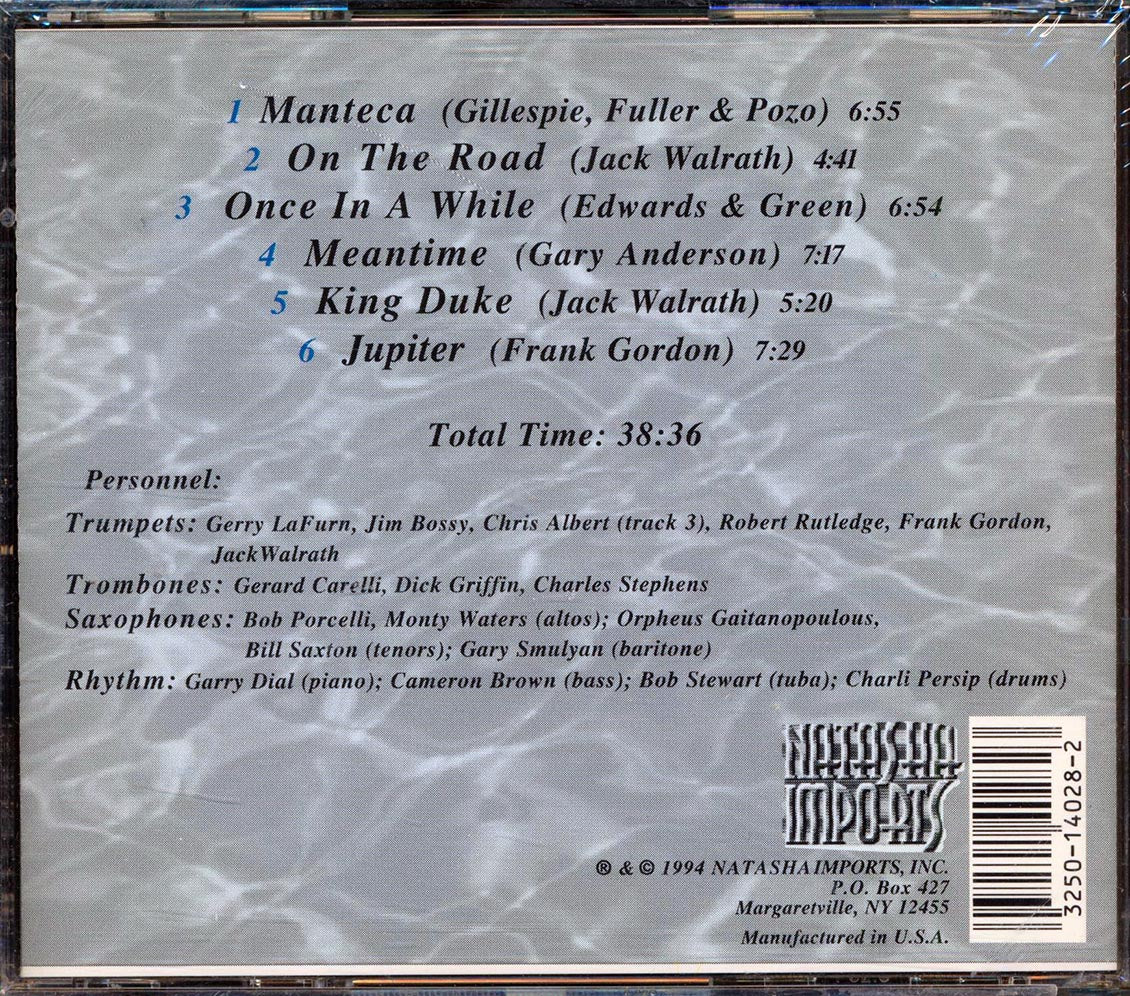 1 Manteca (Gillespie, Fuller & Pozo) 6:55
2 On The Road (Jack Walrath) 4:41
3 Once In A While (Edwards & Green) 6:54
4 Meantime (Gary Anderson) 7:17
5 King Duke (Jack Walrath) 5:20
6 Jupiter (Frank Gordon) 7:29
Total Time: 38:36
Personnel:
Trumpets: Gerry LaFurn, Jim Bossy, Chris Albert (track 3), Robert Rutledge, Frank Gordon,
JackWalrath
Trombones: Gerard Carelli, Dick Griffin, Charles Stephens
Saxophones: Bob Porcelli, Monty Waters (altos); Orpheus Gaitanopoulous,
Bill Saxton (tenors); Gary Smulyan (baritone)
Rhythm: Garry Dial (piano); Cameron Brown (bass); Bob Stewart (tuba); Charli Persip (drums)
NATASHA
IMPORTS
® & © 1994 NATASHA IMPORTS, INC.
P.O. Box 427
Margaretville, NY 12455
Manufactured in U.S.A.
3250-14028-2